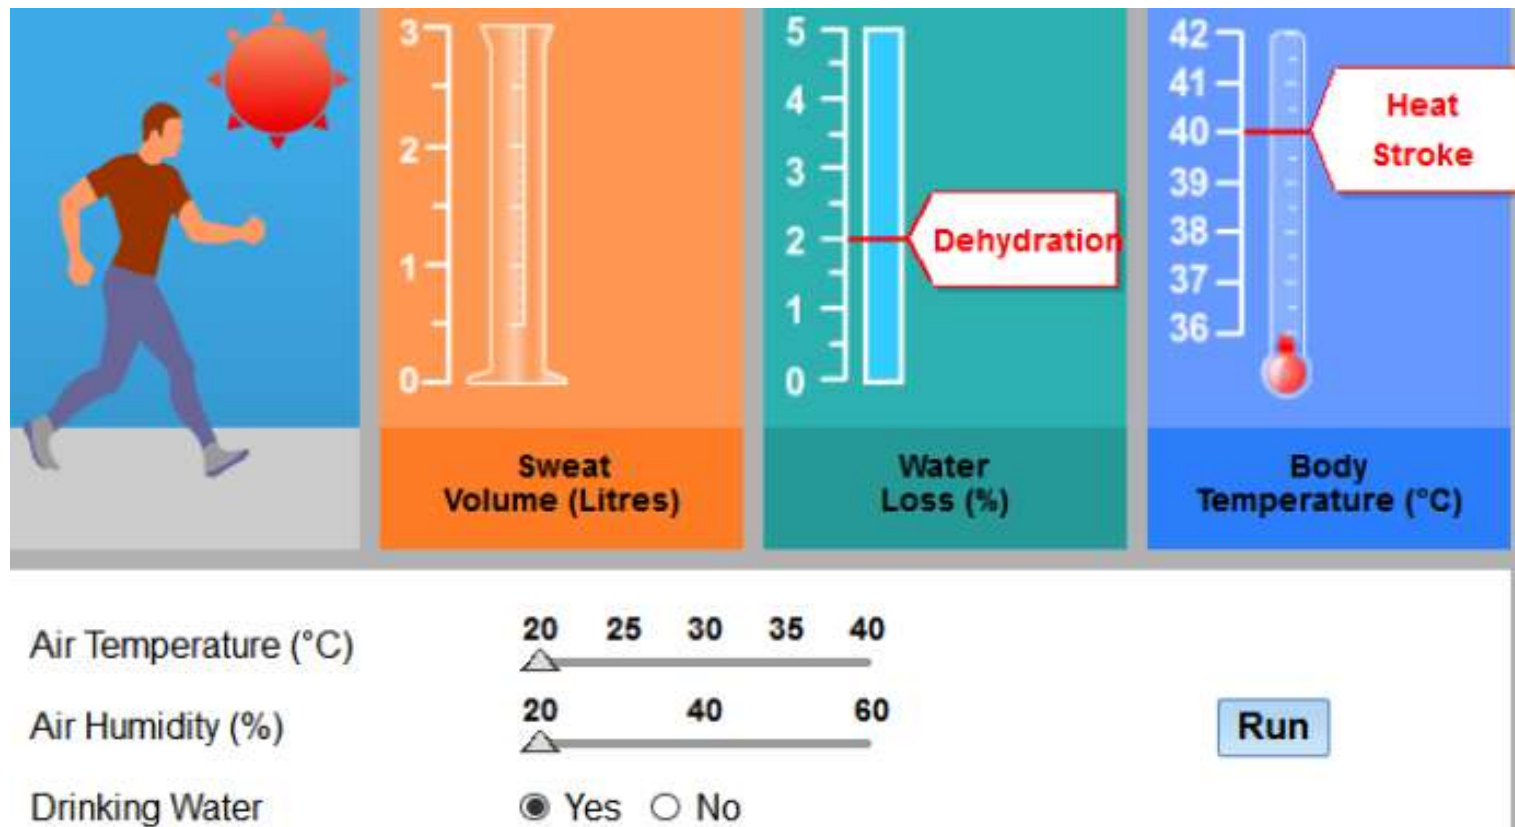 3
2
1
0
Sweat
Volume (Litres)
5
4
3
2
1
0
Dehydration
Water
Loss (%)
42
41
40
39
38
37
36
Heat
Stroke
Body
Temperature (°C)
Air Temperature (°C) 20 25 30 35 40
Air Humidity (%) 20 40 60
Run
Drinking Water Yes No